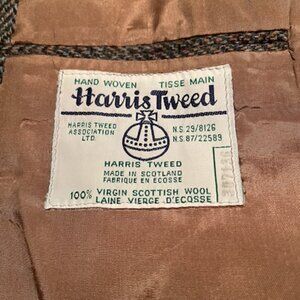 HAND WOVEN TISSE MAIN
Harris Tweed
HARRIS TWEED
ASSOCIATION
LTD.
N.S. 29/8126
N.S. 87/22589
HARRIS TWEED
MADE IN SCOTLAND
FABRIQUE EN ECOSSE
100% VIRGIN SCOTTISH WOOL
LAINE VIERGE D'ECOSSE